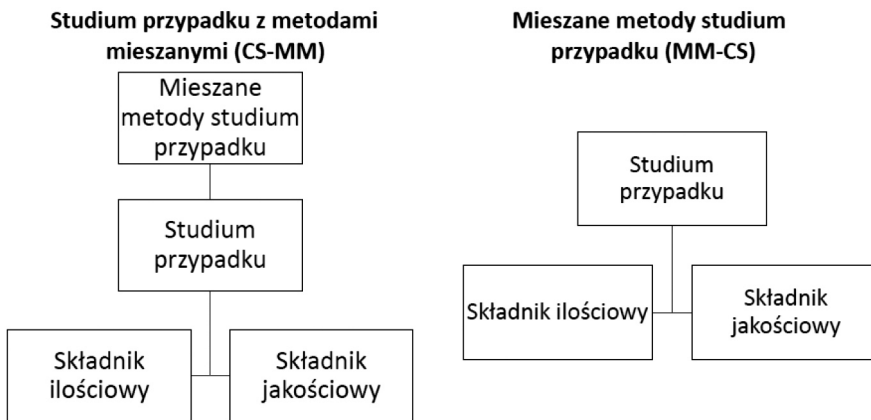 Studium przypadku z metodami
mieszanymi (CS-MM)
Mieszane
metody studium
przypadku
Studium
przypadku
Składnik
ilościowy
Składnik
jakościowy
Mieszane metody studium
przypadku (MM-CS)
Studium
przypadku
Składnik ilościowy
Składnik
jakościowy